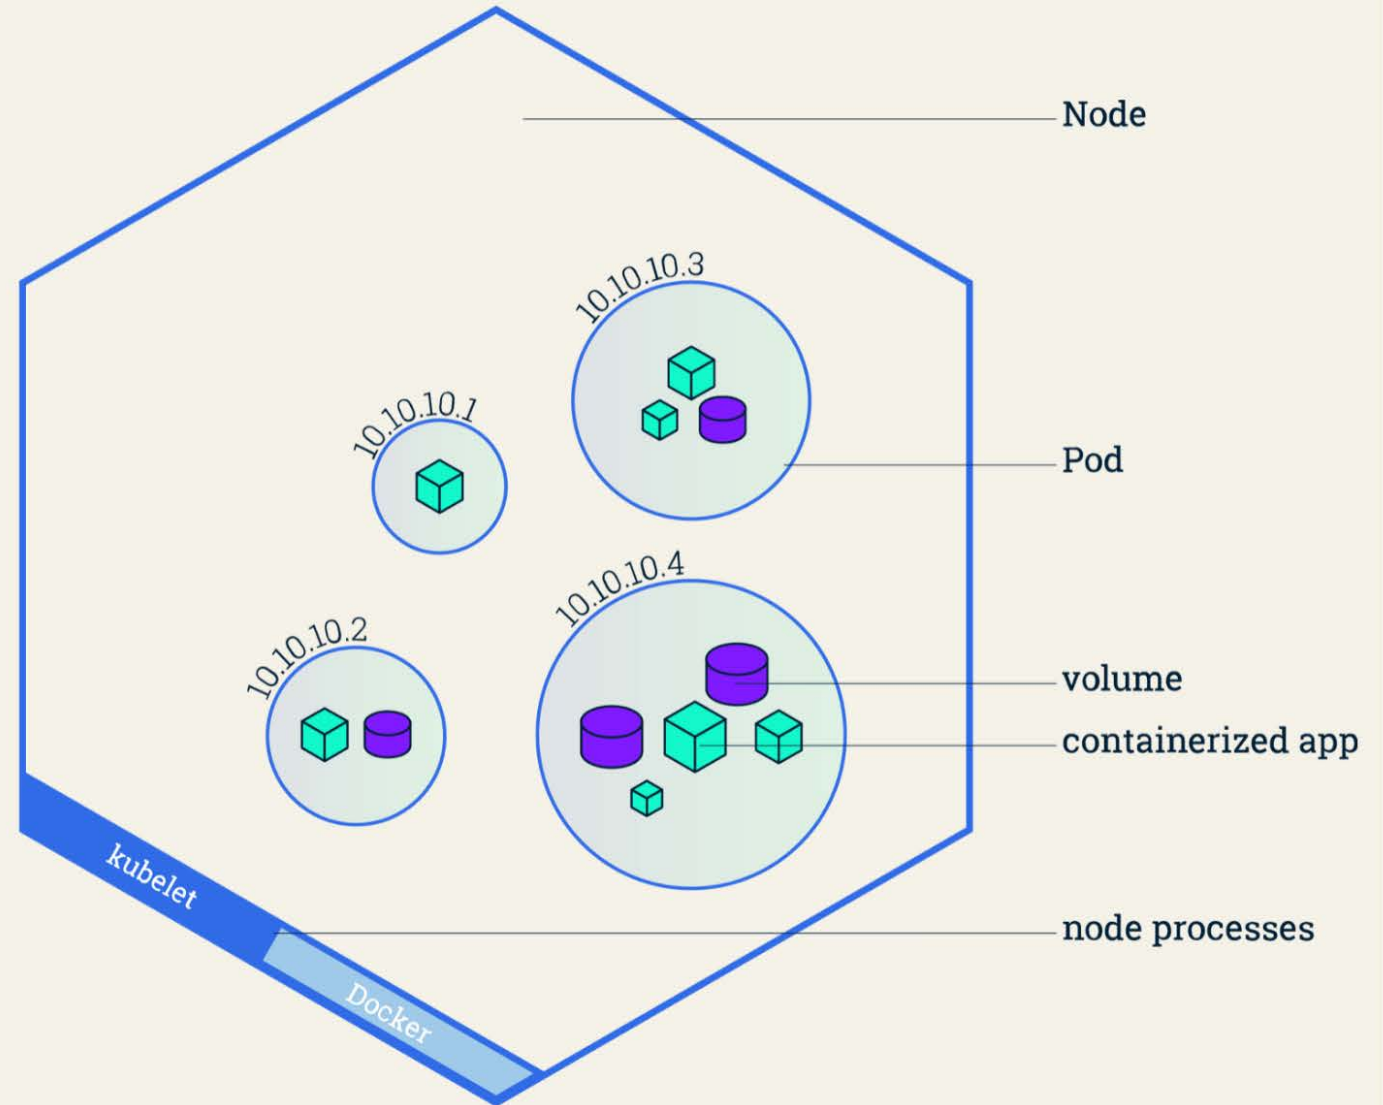 Node
10.10.10.3
10.10.10.1
Pod
10.10.10.4
10.10.10.2
volume
containerized app
kubelet
node processes
Docker